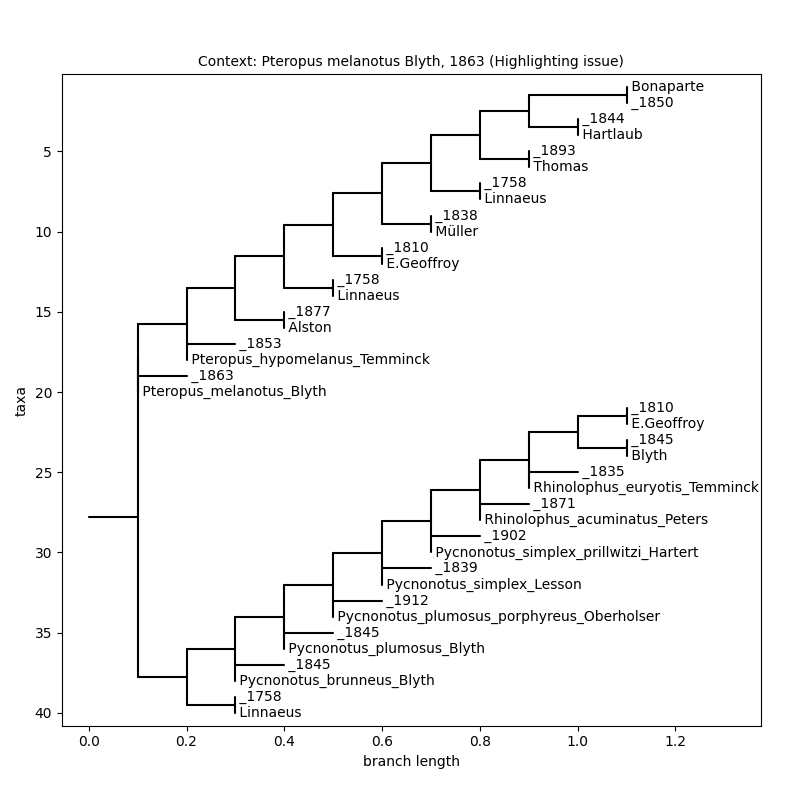 Context: Pteropus melanotus Blyth, 1863 (Highlighting issue)
Bonaparte
_1850
_1844
Hartlaub
_1893
Thomas
_1758
Linnaeus
_1838
Müller
_1810
E.Geoffroy
_1758
Linnaeus
_1877
Alston
_1853
Pteropus_hypomelanus_Temminck
_1863
Pteropus_melanotus_Blyth
_1810
E.Geoffroy
_1845
Blyth
_1835
Rhinolophus_euryotis_Temminck
_1871
Rhinolophus_acuminatus_Peters
_1902
Pycnonotus_simplex_prillwitzi_Hartert
_1839
Pycnonotus_simplex_Lesson
_1912
Pycnonotus_plumosus_porphyreus_Oberholser
_1845
Pycnonotus_plumosus_Blyth
_1845
Pycnonotus_brunneus_Blyth
_1758
Linnaeus
5
10
15
20
25
30
35
40
taxa
0.0 0.2 0.4 0.6 0.8 1.0 1.2
branch length